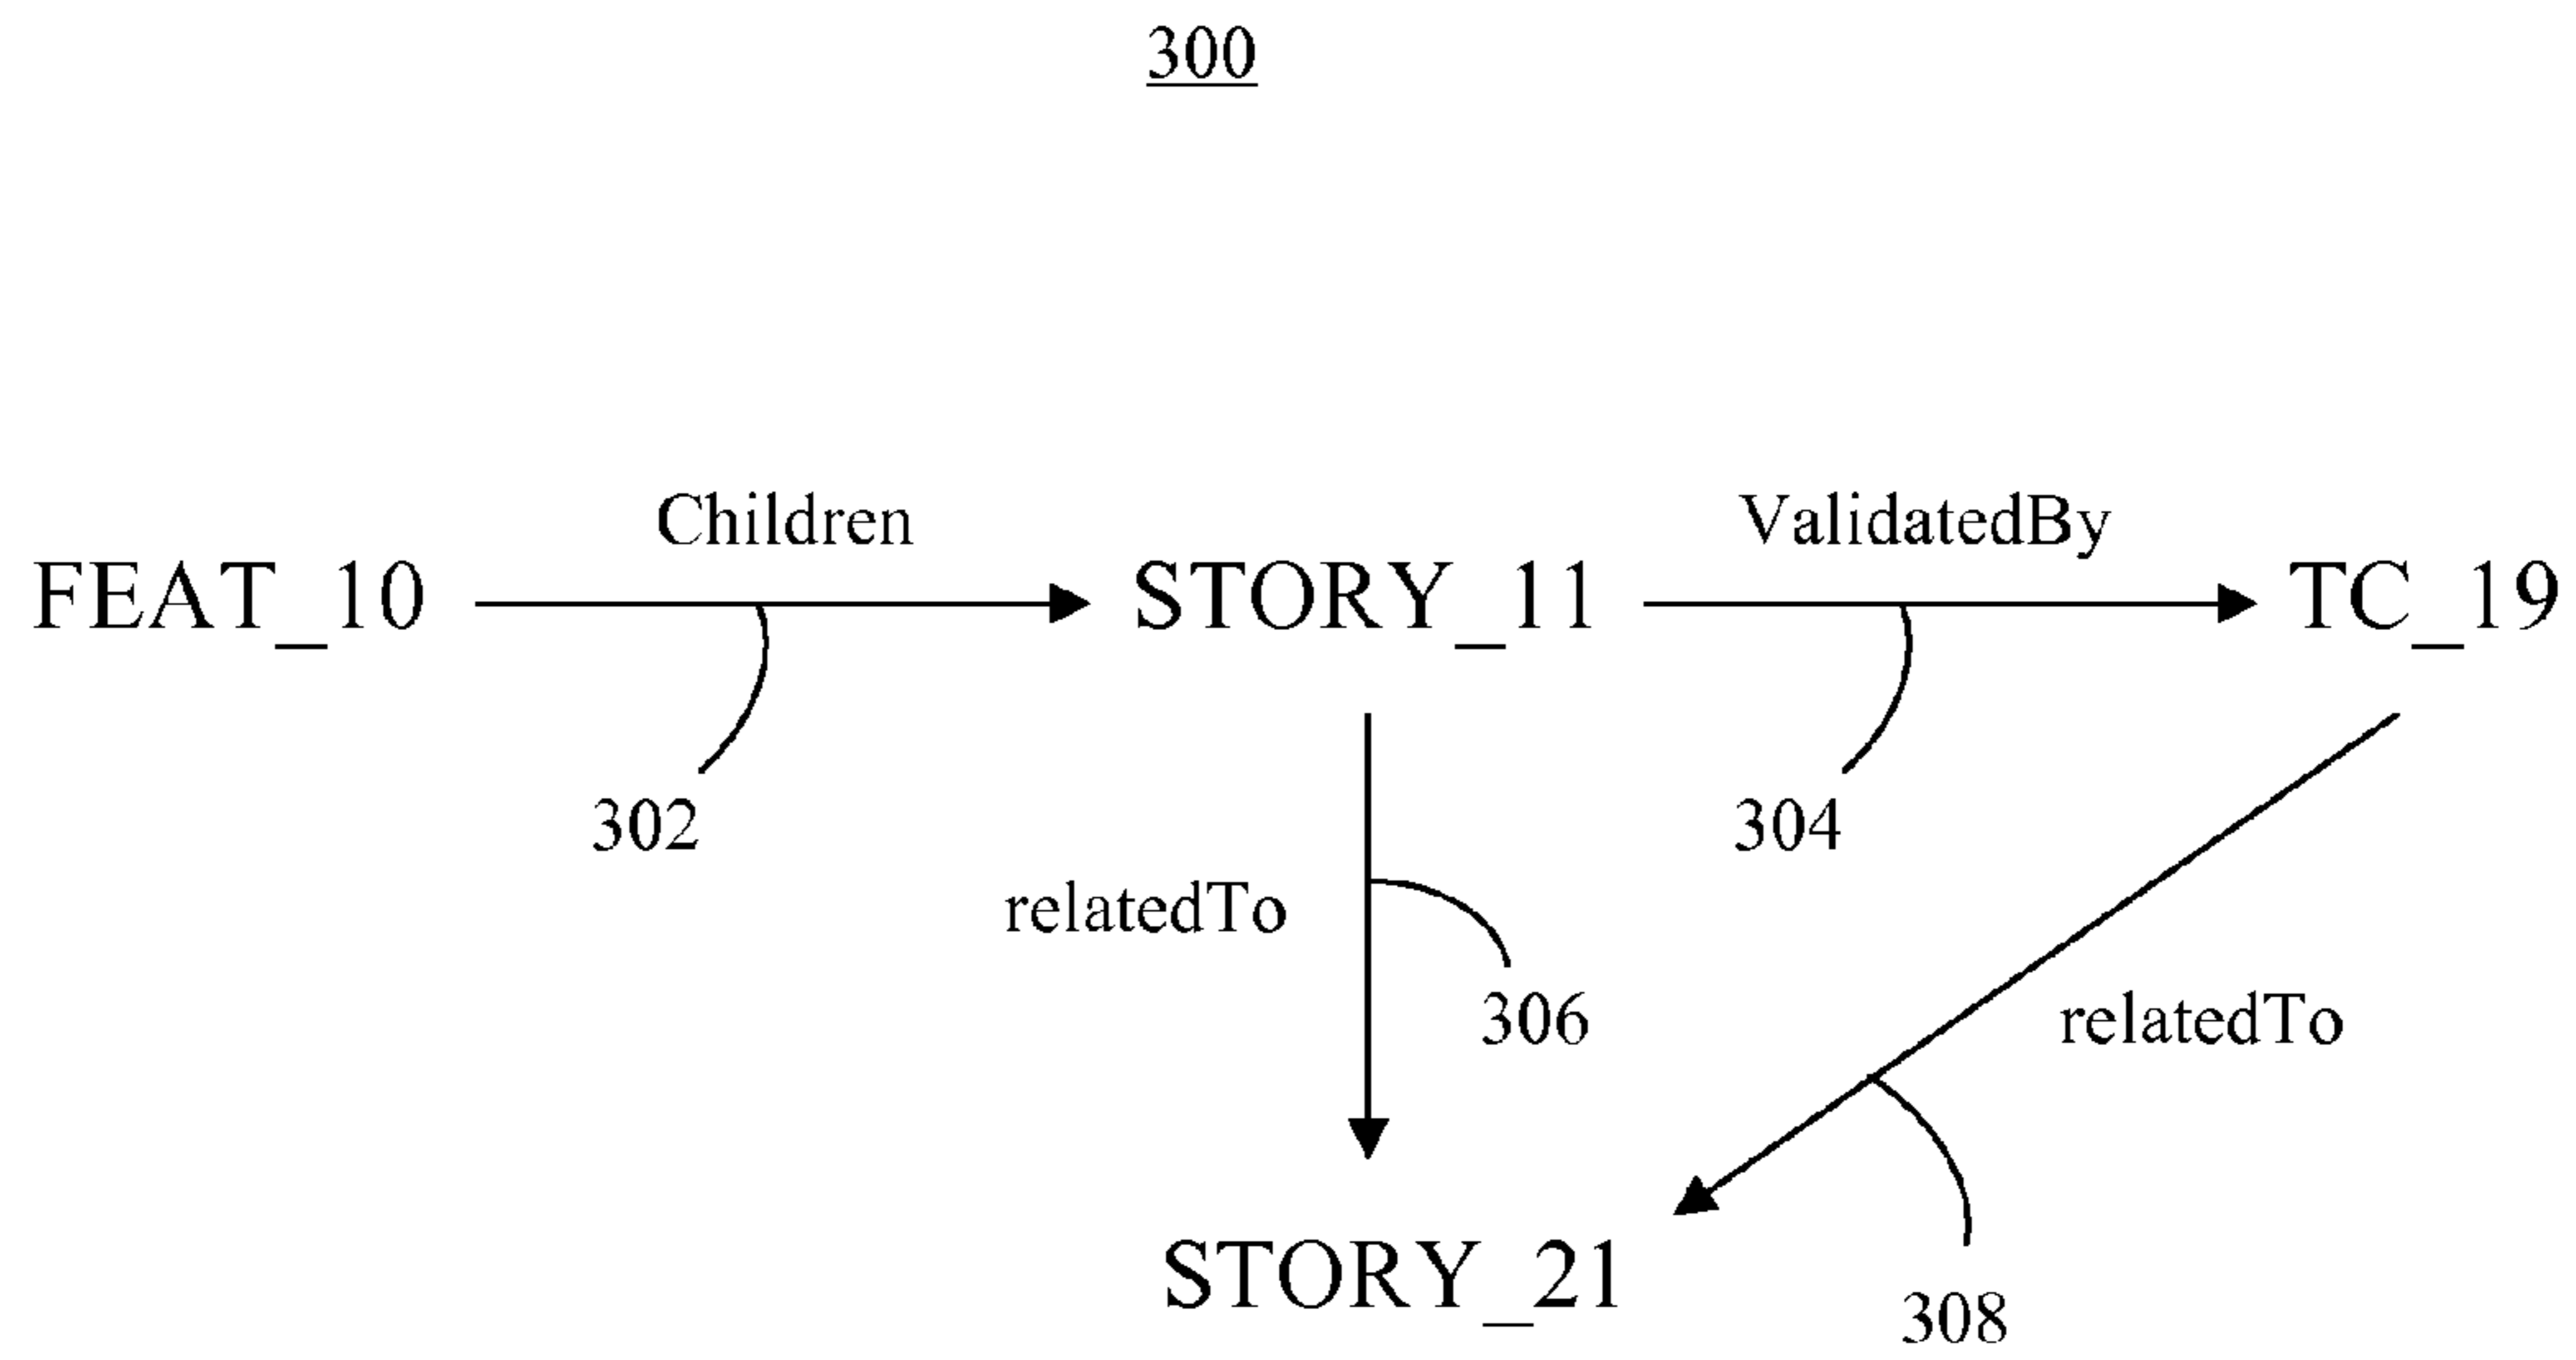 300
Children
ValidatedBy
FEAT_10
STORY_11
TC_19
302
304
relatedTo
306
relatedTo
STORY_21
308